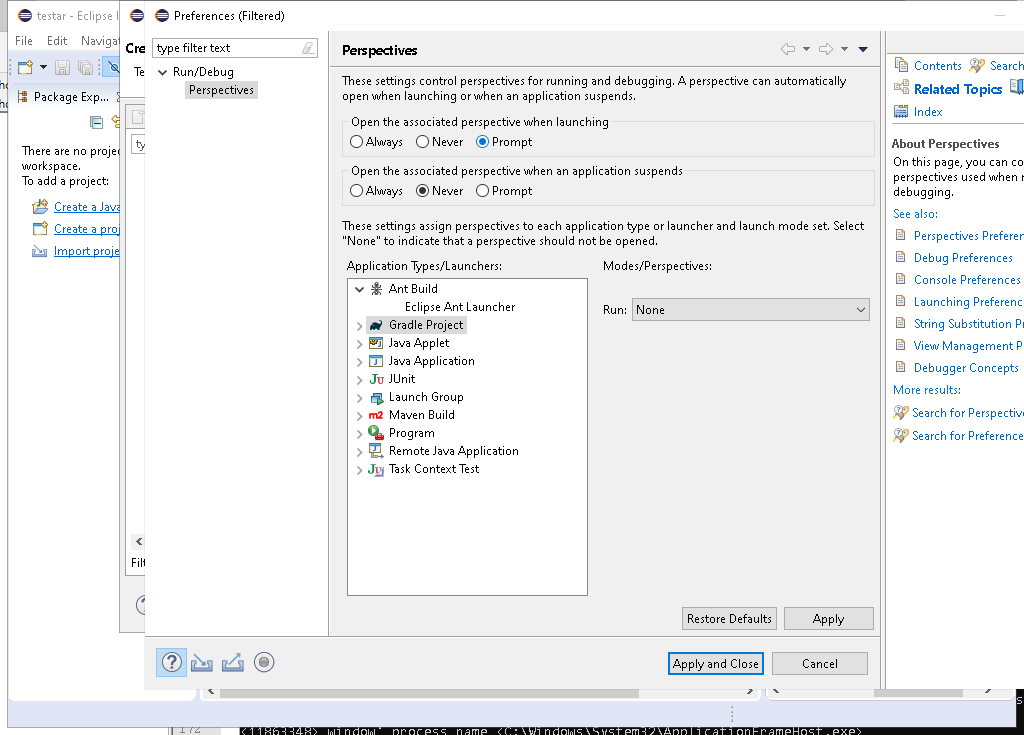 testar - Eclipse I
Preferences (Filtered)
File Edit Navigat
Cre
type filter text
Perspectives
Te
Run/Debug
Contents
Search
Perspectives
These settings control perspectives for running and debugging. A perspective can automatically
open when launching or when an application suspends.
Related Topics
Package Exp...
Index
Open the associated perspective when launching
Always Never Prompt
ty
About Perspectives
There are no projec
workspace.
To add a project:
On this page, you can co
perspectives used when r
debugging.
Open the associated perspective when an application suspends
Always Never Prompt
Create a Java
See also:
Create a proj
These settings assign perspectives to each application type or launcher and launch mode set. Select
"None" to indicate that a perspective should not be opened.
Perspectives Preferen
Import proje
Debug Preferences
Application Types/Launchers:
Modes/Perspectives:
Console Preferences
Ant Build
Eclipse Ant Launcher
Run: None
Launching Preferenc
Gradle Project
String Substitution P
Java Applet
View Management P
Java Application
Debugger Concepts
JUnit
More results:
Launch Group
Maven Build
Search for Perspective
Program
Search for Preference
Remote Java Application
Task Context Test
Filt
Restore Defaults
Apply
Apply and Close
Cancel
172
<11863348> window' process name <C:\Windows\System32\ApplicationFrameHost.exe>